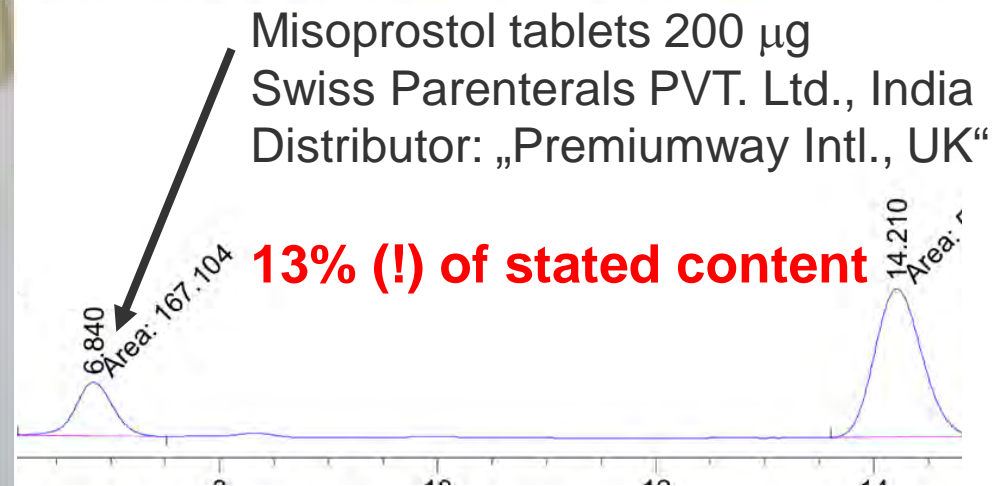 Misoprostol tablets 200 µg
Swiss Parenterals PVT. Ltd., India
Distributor: „Premiumway Intl., UK“
13% (!) of stated content
6.840
Area: 167.104
14.210
Area: